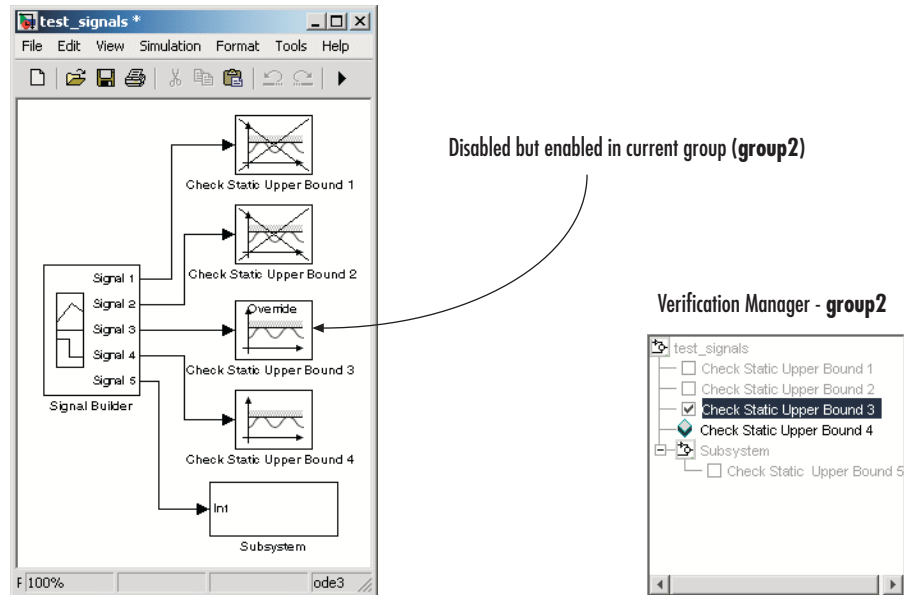 test_signals *
File Edit View Simulation Format Tools Help
Check Static Upper Bound 1
Check Static Upper Bound 2
Override
Check Static Upper Bound 3
Check Static Upper Bound 4
Signal 1
Signal 2
Signal 3
Signal 4
Signal 5
Signal Builder
In1
Subsystem
F 100% ode3
Disabled but enabled in current group (group2)
Verification Manager - group2
test_signals
Check Static Upper Bound 1
Check Static Upper Bound 2
Check Static Upper Bound 3
Check Static Upper Bound 4
Subsystem
Check Static Upper Bound 5